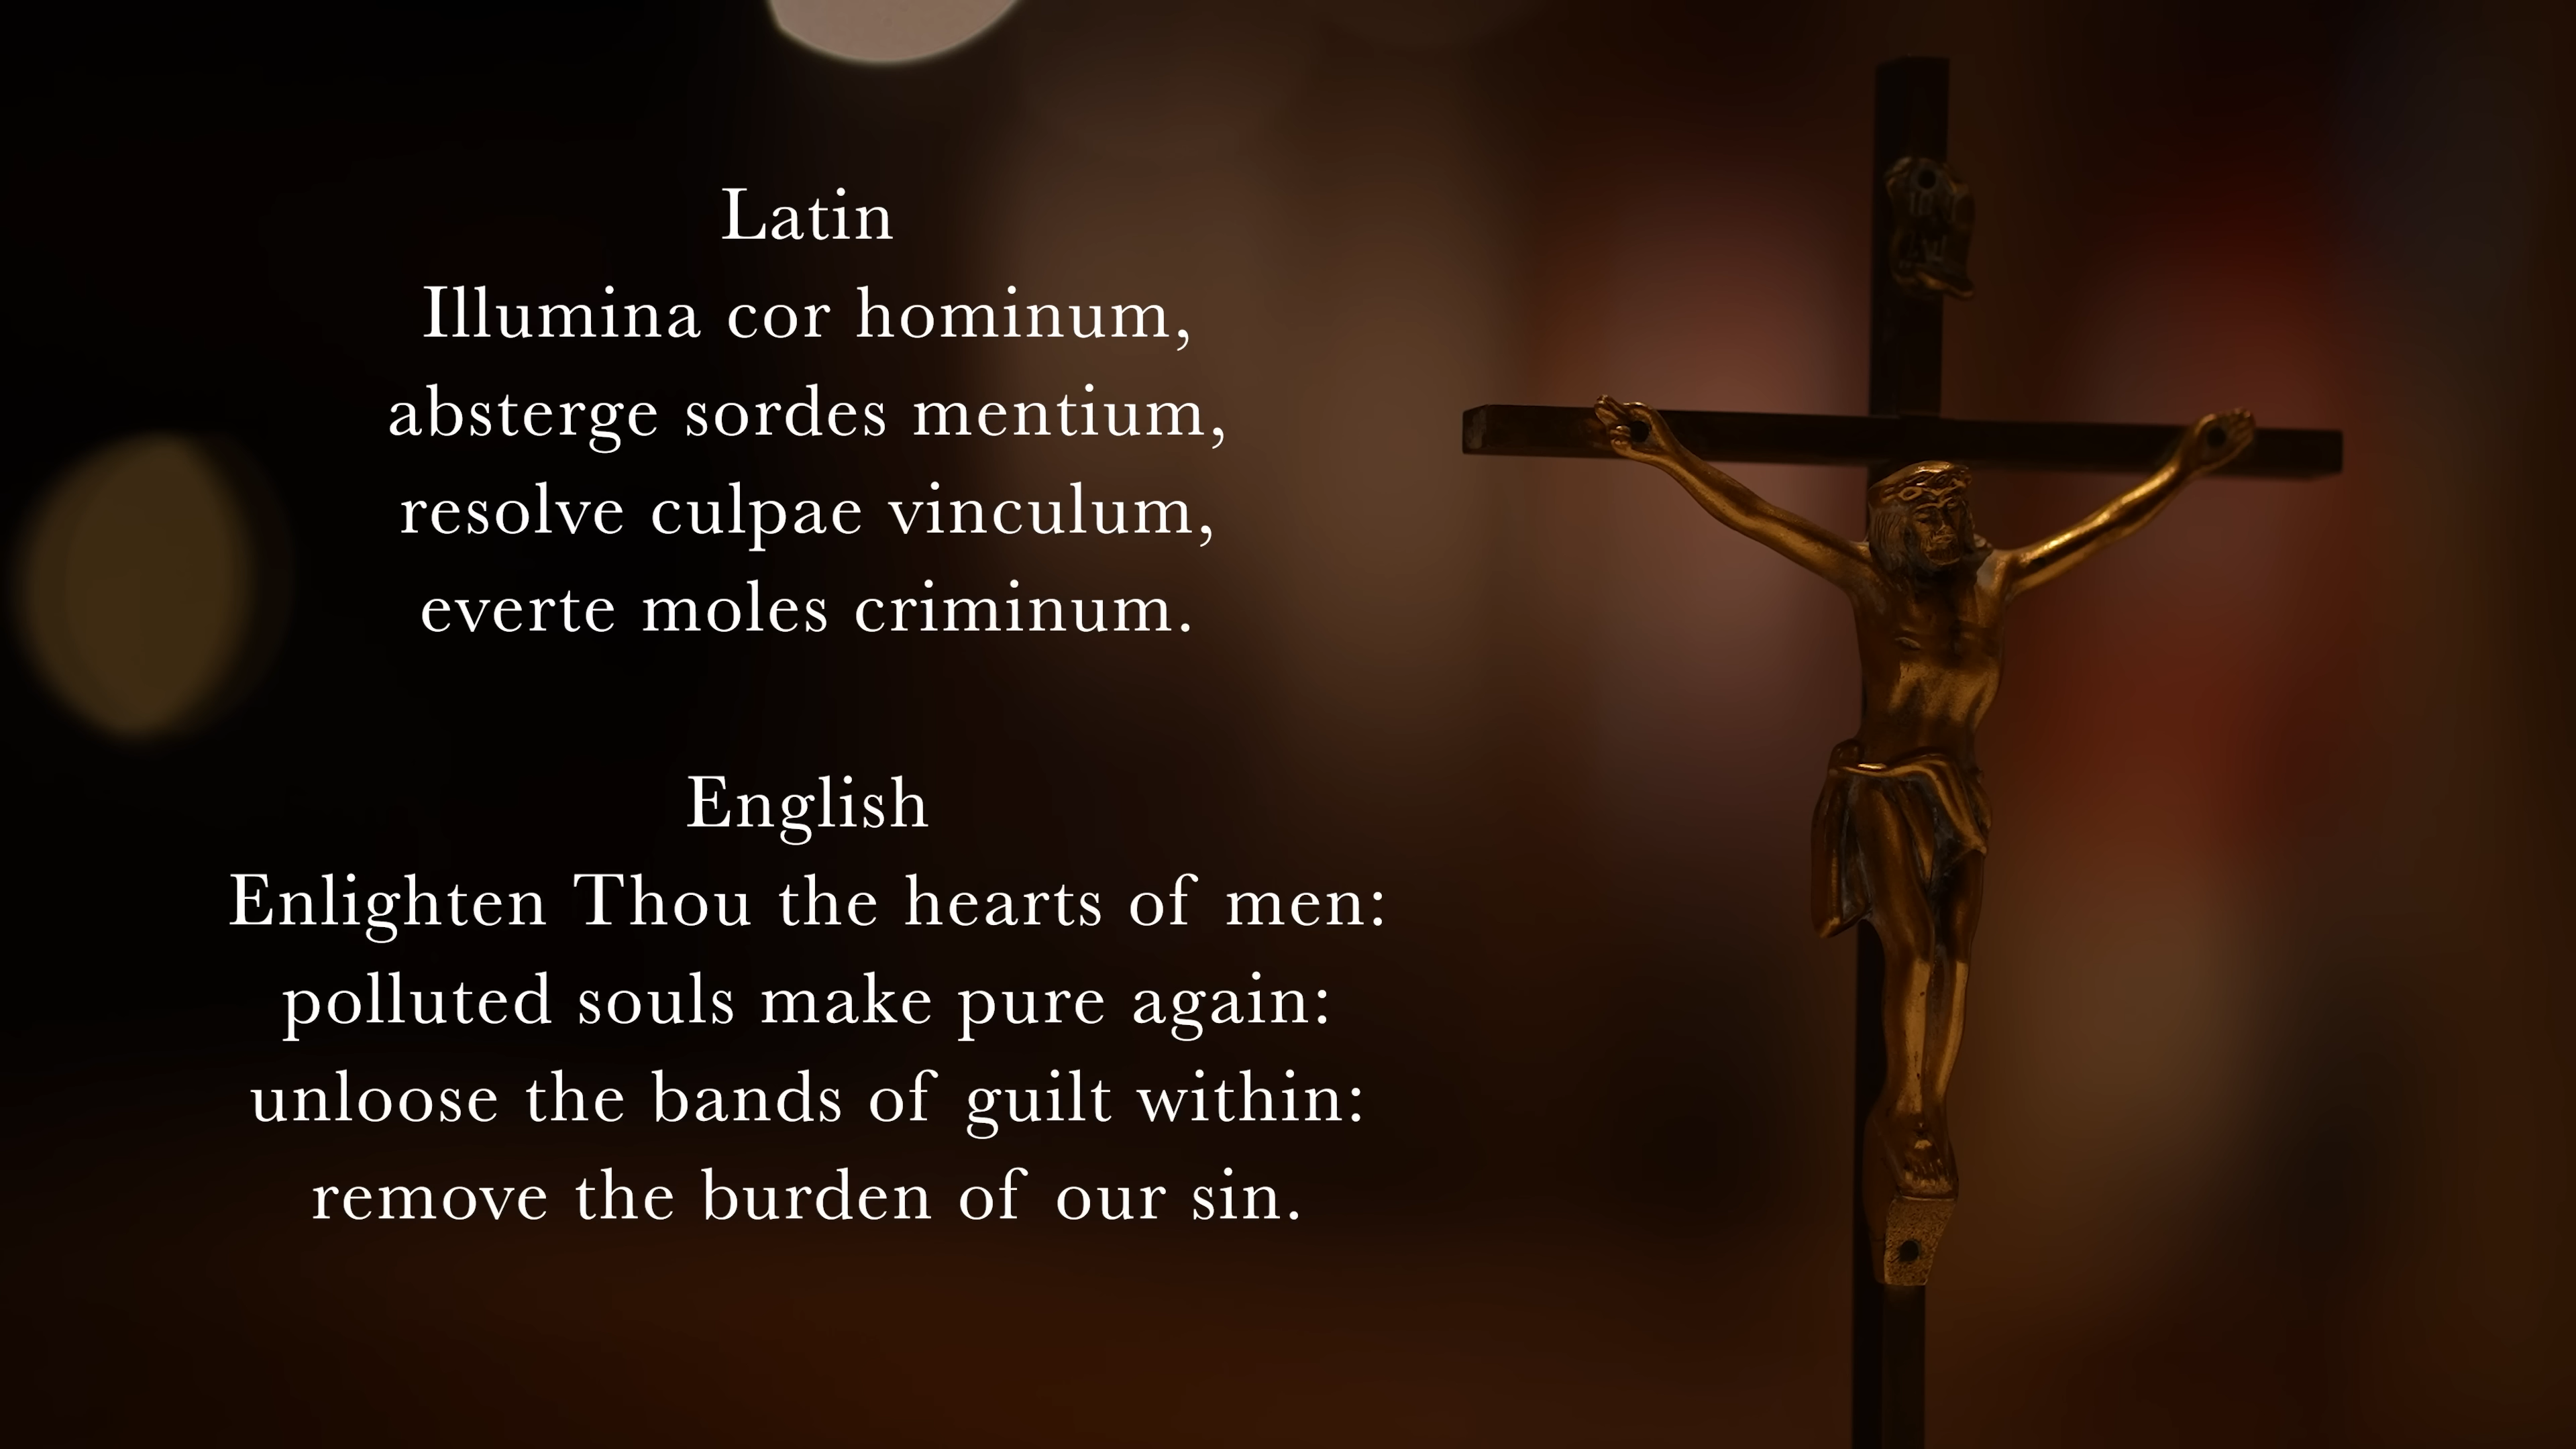 Latin
Illumina cor hominum,
absterge sordes mentium,
resolve culpae vinculum,
everte moles criminum.
English
Enlighten Thou the hearts of men:
polluted souls make pure again:
unloose the bands of guilt within:
remove the burden of our sin.